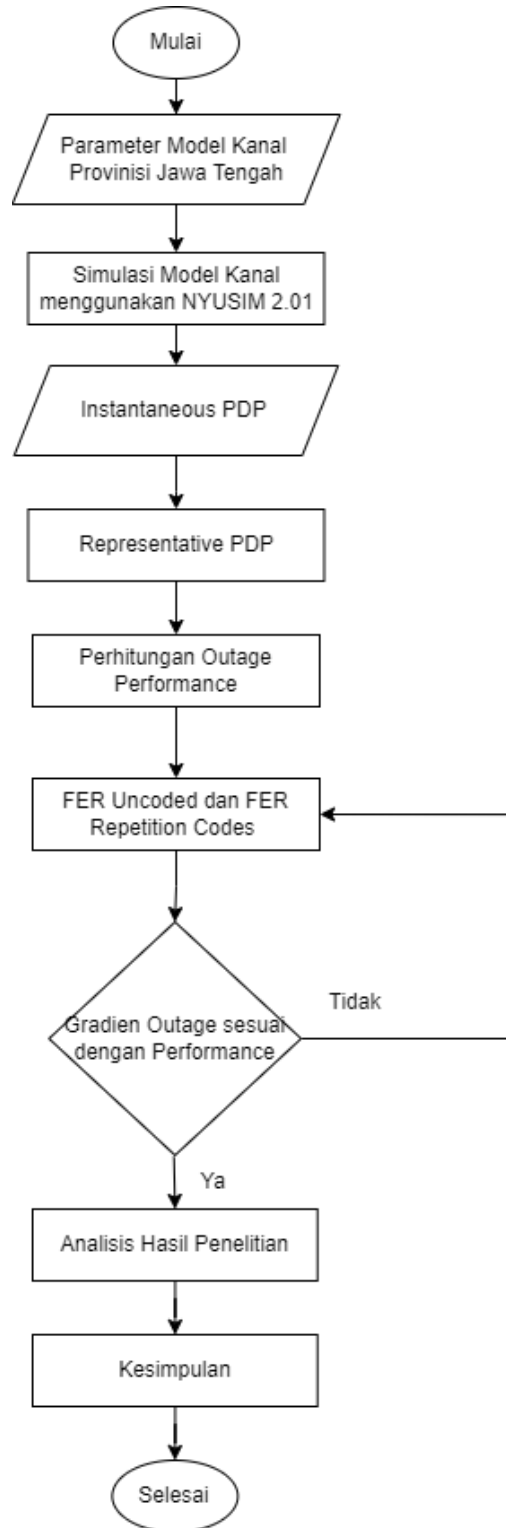 Mulai
Parameter Model Kanal
Provinisi Jawa Tengah
Simulasi Model Kanal
menggunakan NYUSIM 2.01
Instantaneous PDP
Representative PDP
Perhitungan Outage
Performance
FER Uncoded dan FER
Repetition Codes
Gradien Outage sesuai
dengan Performance
Tidak
Ya
Analisis Hasil Penelitian
Kesimpulan
Selesai